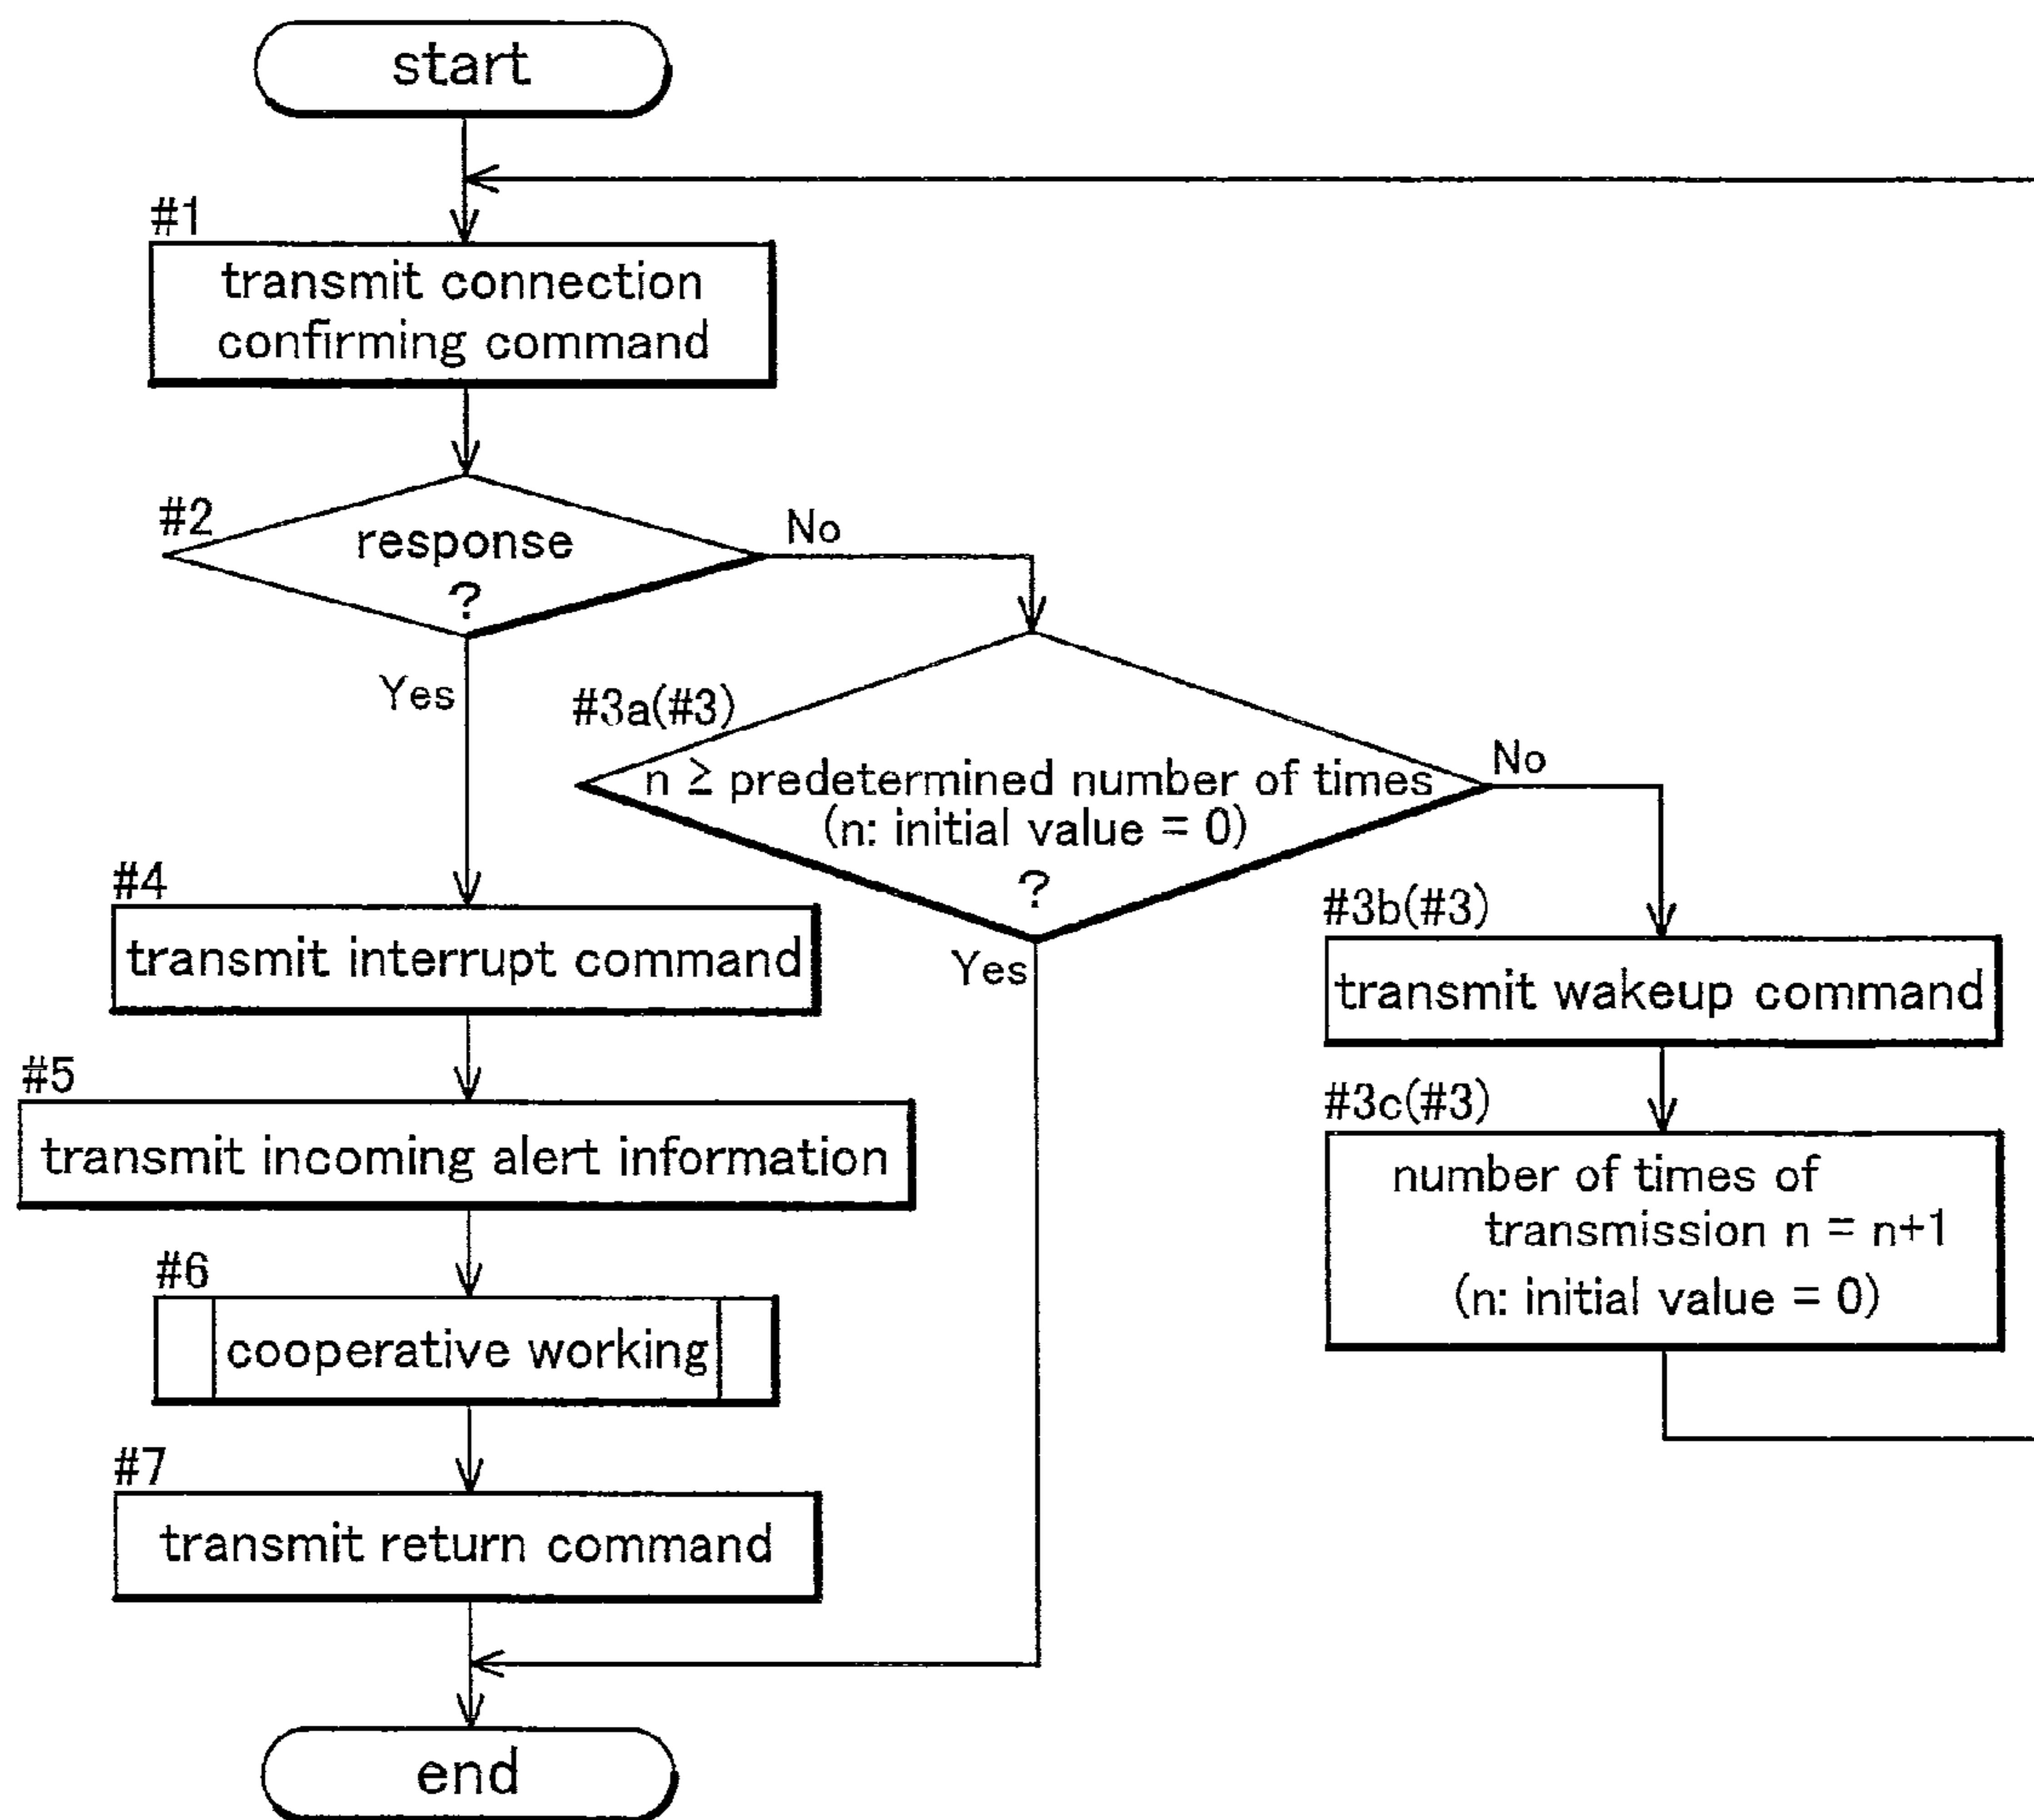 start
#1
transmit connection
confirming command
#2
response
?
No
Yes
#3a(#3)
n ≥ predetermined number of times
(n: initial value = 0)
?
No
Yes
#3b(#3)
transmit wakeup command
#3c(#3)
number of times of
transmission n = n+1
(n: initial value = 0)
#4
transmit interrupt command
#5
transmit incoming alert information
#6
cooperative working
#7
transmit return command
end